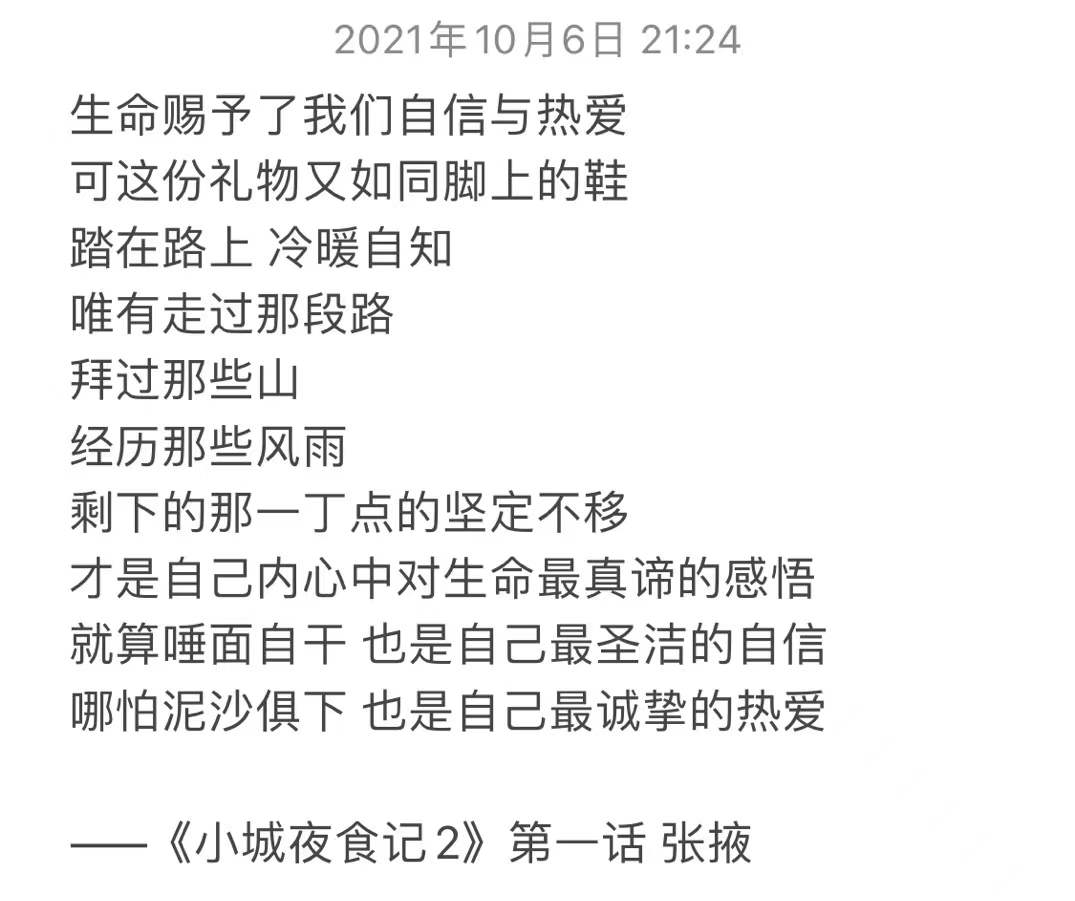 2021年10月6日 21:24
生命赐予了我们自信与热爱
可这份礼物又如同脚上的鞋
踏在路上 冷暖自知
唯有走过那段路
拜过那些山
经历那些风雨
剩下的那一丁点的坚定不移
才是自己内心中对生命最真谛的感悟
就算唾面自干 也是自己最圣洁的自信
哪怕泥沙俱下 也是自己最诚挚的热爱
——《小城夜食记2》第一话 张掖